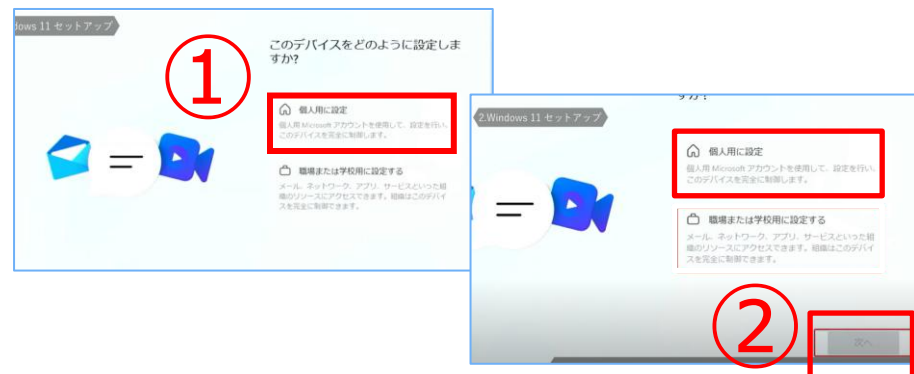 dows 11 セットアップ
このデバイスをどのように設定しま
すか?
①
個人用に設定
個人用 Microsoft アカウントを使用して、設定を行い、
このデバイスを完全に制御します。
職場または学校用に設定する
メール、ネットワーク、アプリ、サービスといった組
織のリソースにアクセスできます。組織はこのデバイ
スを完全に制御できます。
2.Windows 11 セットアップ
すか?
個人用に設定
個人用 Microsoft アカウントを使用して、設定を行い、
このデバイスを完全に制御します。
職場または学校用に設定する
メール、ネットワーク、アプリ、サービスといった組
織のリソースにアクセスできます。組織はこのデバイ
スを完全に制御できます。
②
次へ